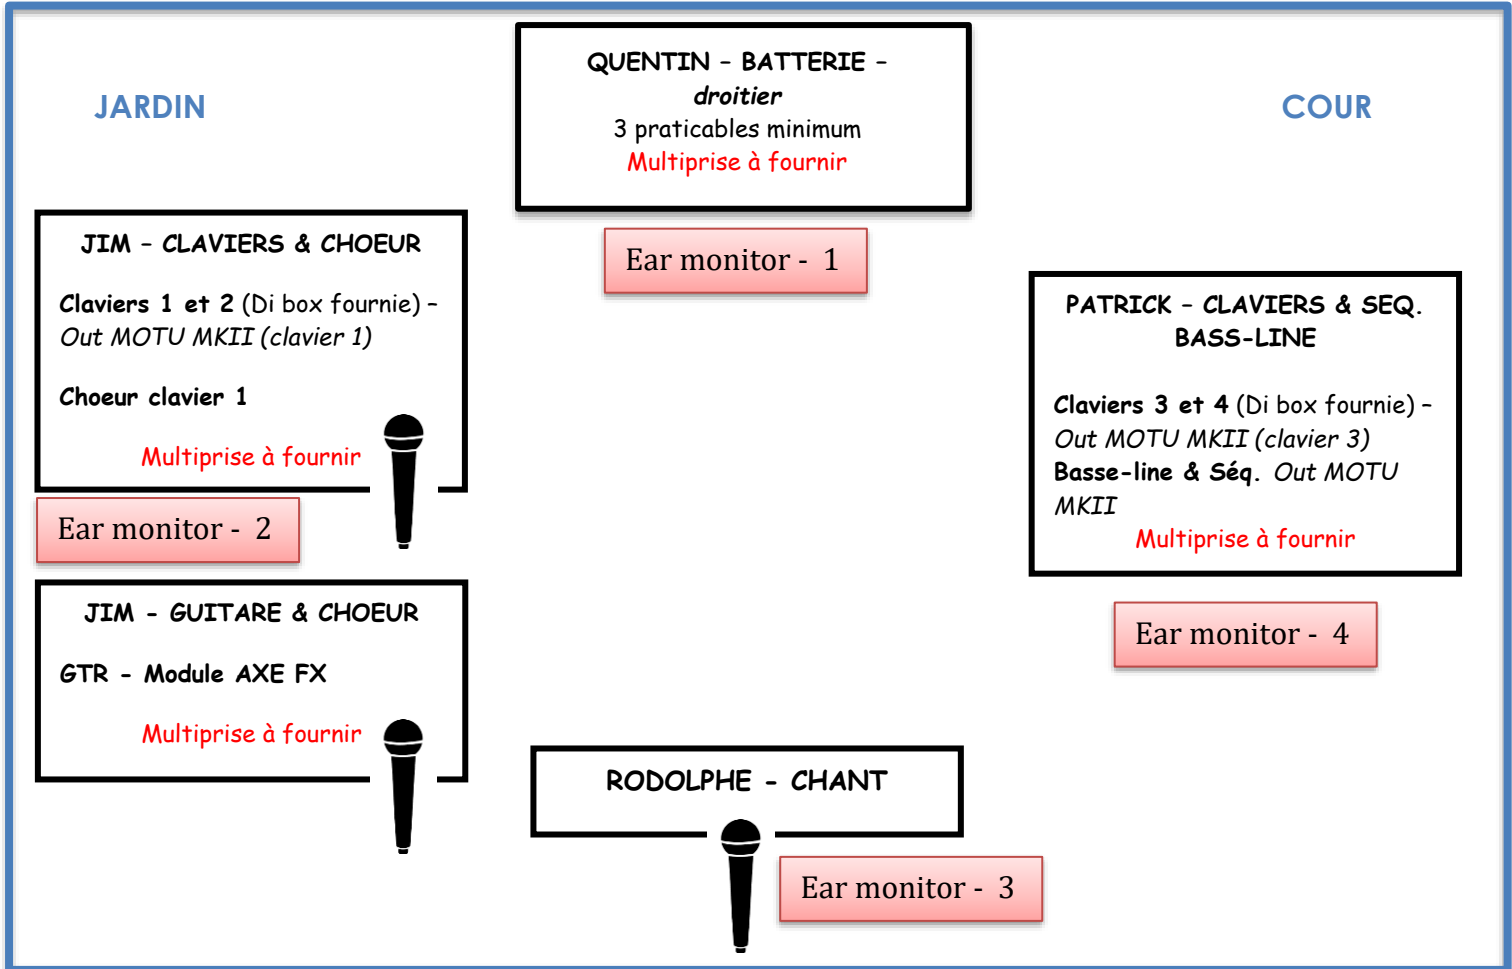 QUENTIN – BATTERIE –
droitier
3 praticables minimum
Multiprise à fournir
JARDIN
COUR
JIM – CLAVIERS & CHOEUR
Claviers 1 et 2 (Di box fournie) –
Out MOTU MKII (clavier 1)
Choeur clavier 1
Multiprise à fournir
Ear monitor - 1
PATRICK – CLAVIERS & SEQ.
BASS-LINE
Claviers 3 et 4 (Di box fournie) –
Out MOTU MKII (clavier 3)
Basse-line & Séq. Out MOTU
MKII
Multiprise à fournir
Ear monitor - 2
JIM - GUITARE & CHOEUR
GTR - Module AXE FX
Multiprise à fournir
Ear monitor - 4
RODOLPHE - CHANT
Ear monitor - 3